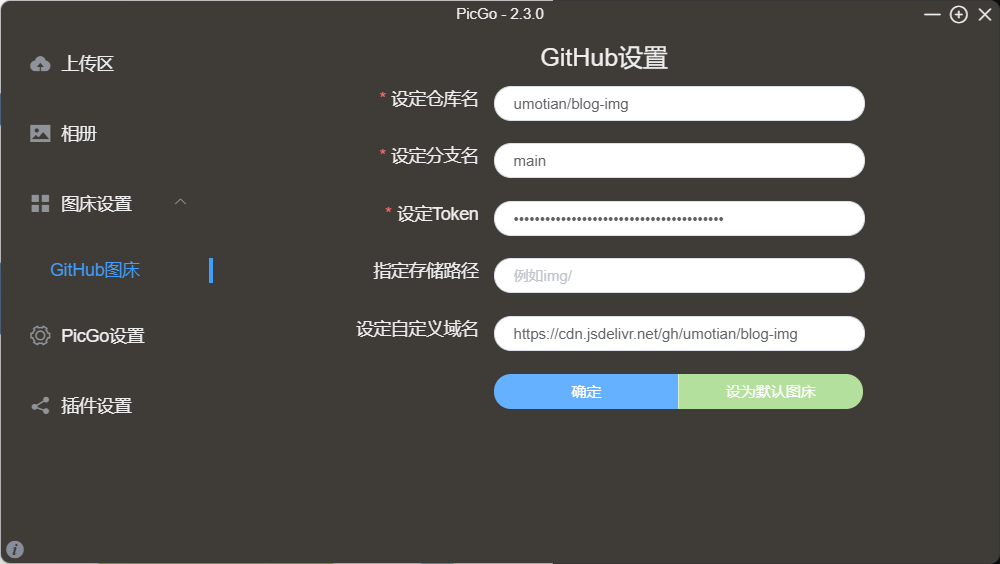 PicGo - 2.3.0
上传区
相册
图床设置
GitHub图床
PicGo设置
插件设置
GitHub设置
* 设定仓库名 umotian/blog-img
* 设定分支名 main
* 设定Token ••••••••••••••••••••••••••••••••••••••••
指定存储路径 例如img/
设定自定义域名 https://cdn.jsdelivr.net/gh/umotian/blog-img
确定 设为默认图床